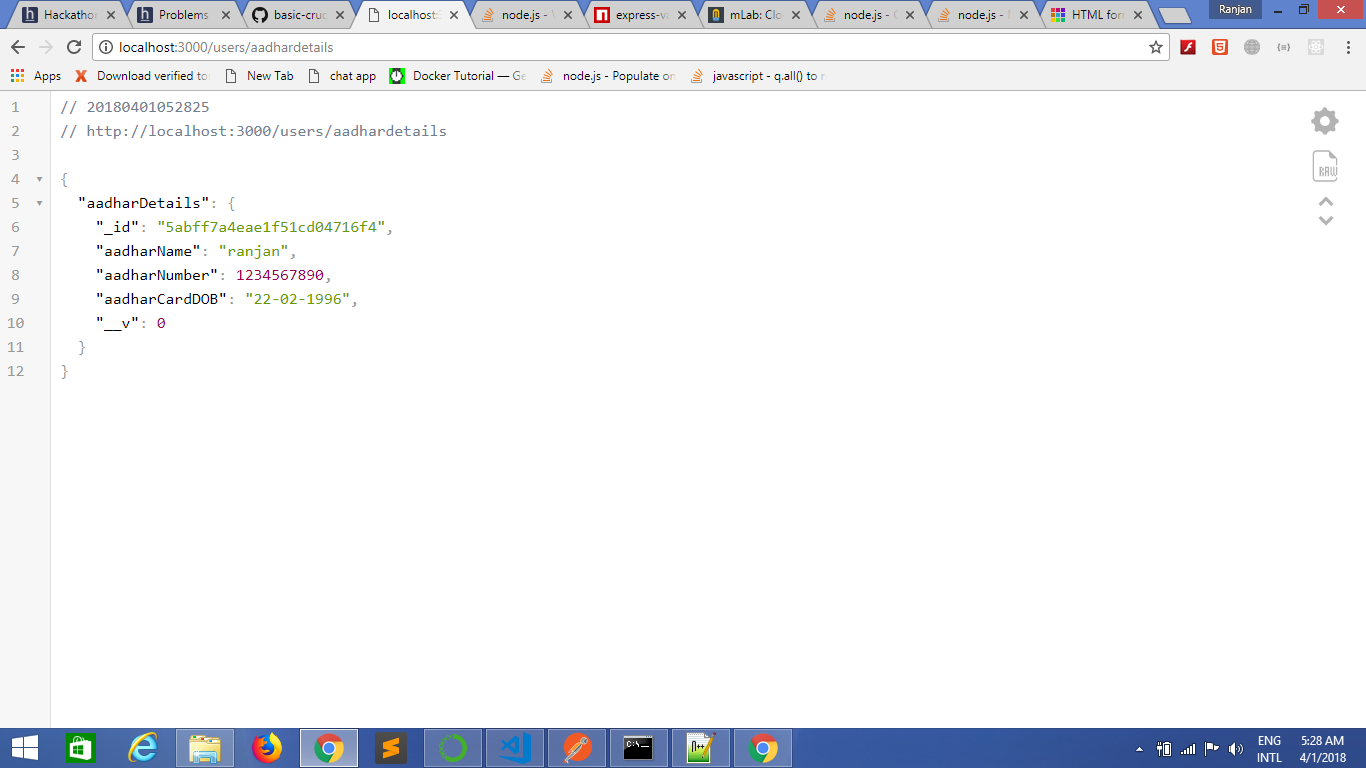 Hackathor Problems basic-cruc localhost: node.js - express-va mLab: Clo node.js - node.js - HTML for Ranjan
localhost:3000/users/aadhardetails
Apps Download verified to New Tab chat app Docker Tutorial — Ge node.js - Populate on javascript - q.all() to r
1 // 20180401052825
2 // http://localhost:3000/users/aadhardetails
3
4 {
5 "aadharDetails": {
6 "_id": "5abff7a4eae1f51cd04716f4",
7 "aadharName": "ranjan",
8 "aadharNumber": 1234567890,
9 "aadharCardDOB": "22-02-1996",
10 "__v": 0
11 }
12 }
RAW
ENG 5:28 AM
INTL 4/1/2018